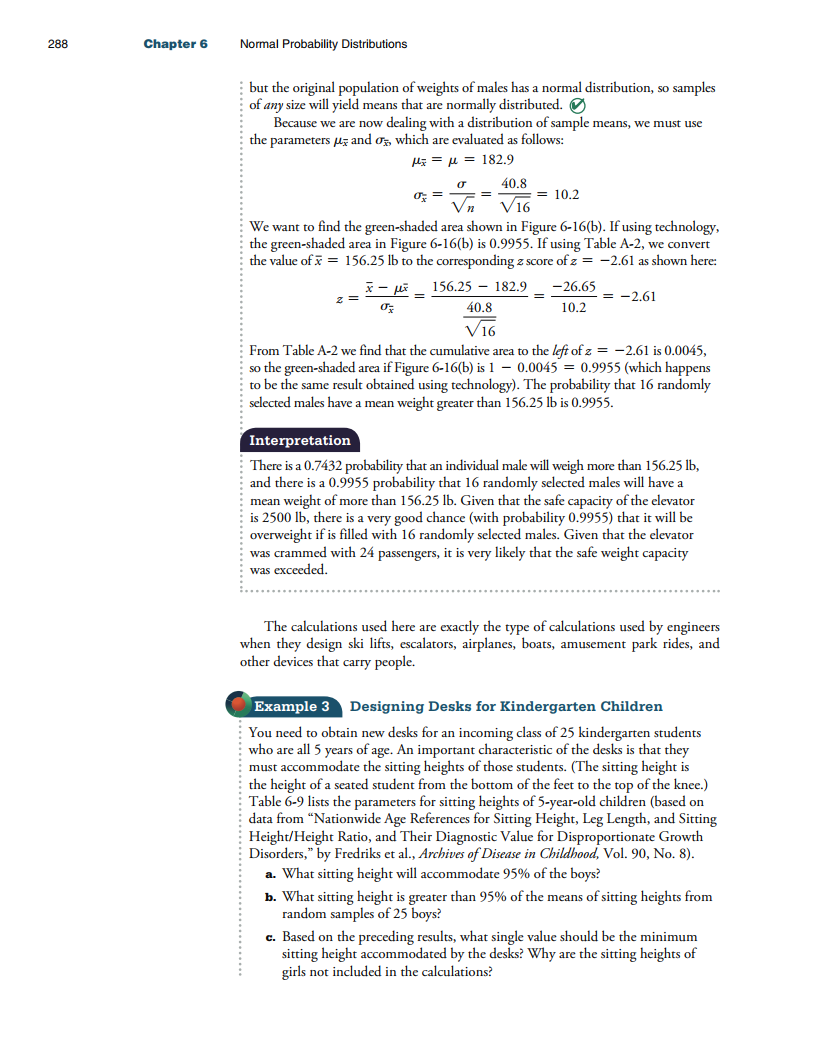 288 Chapter 6 Normal Probability Distributions
but the original population of weights of males has a normal distribution, so samples
of any size will yield means that are normally distributed.
Because we are now dealing with a distribution of sample means, we must use
the parameters μx̄ and σx̄, which are evaluated as follows:
μx̄ = μ = 182.9
σx̄ = σ/√n = 40.8/√16 = 10.2
We want to find the green-shaded area shown in Figure 6-16(b). If using technology,
the green-shaded area in Figure 6-16(b) is 0.9955. If using Table A-2, we convert
the value of x̄ = 156.25 lb to the corresponding z score of z = −2.61 as shown here:
z = (x̄ − μx̄)/σx̄ = (156.25 − 182.9)/(40.8/√16) = −26.65/10.2 = −2.61
From Table A-2 we find that the cumulative area to the left of z = −2.61 is 0.0045,
so the green-shaded area if Figure 6-16(b) is 1 − 0.0045 = 0.9955 (which happens
to be the same result obtained using technology). The probability that 16 randomly
selected males have a mean weight greater than 156.25 lb is 0.9955.
Interpretation
There is a 0.7432 probability that an individual male will weigh more than 156.25 lb,
and there is a 0.9955 probability that 16 randomly selected males will have a
mean weight of more than 156.25 lb. Given that the safe capacity of the elevator
is 2500 lb, there is a very good chance (with probability 0.9955) that it will be
overweight if is filled with 16 randomly selected males. Given that the elevator
was crammed with 24 passengers, it is very likely that the safe weight capacity
was exceeded.
The calculations used here are exactly the type of calculations used by engineers
when they design ski lifts, escalators, airplanes, boats, amusement park rides, and
other devices that carry people.
Example 3 Designing Desks for Kindergarten Children
You need to obtain new desks for an incoming class of 25 kindergarten students
who are all 5 years of age. An important characteristic of the desks is that they
must accommodate the sitting heights of those students. (The sitting height is
the height of a seated student from the bottom of the feet to the top of the knee.)
Table 6-9 lists the parameters for sitting heights of 5-year-old children (based on
data from “Nationwide Age References for Sitting Height, Leg Length, and Sitting
Height/Height Ratio, and Their Diagnostic Value for Disproportionate Growth
Disorders,” by Fredriks et al., Archives of Disease in Childhood, Vol. 90, No. 8).
a. What sitting height will accommodate 95% of the boys?
b. What sitting height is greater than 95% of the means of sitting heights from
random samples of 25 boys?
c. Based on the preceding results, what single value should be the minimum
sitting height accommodated by the desks? Why are the sitting heights of
girls not included in the calculations?